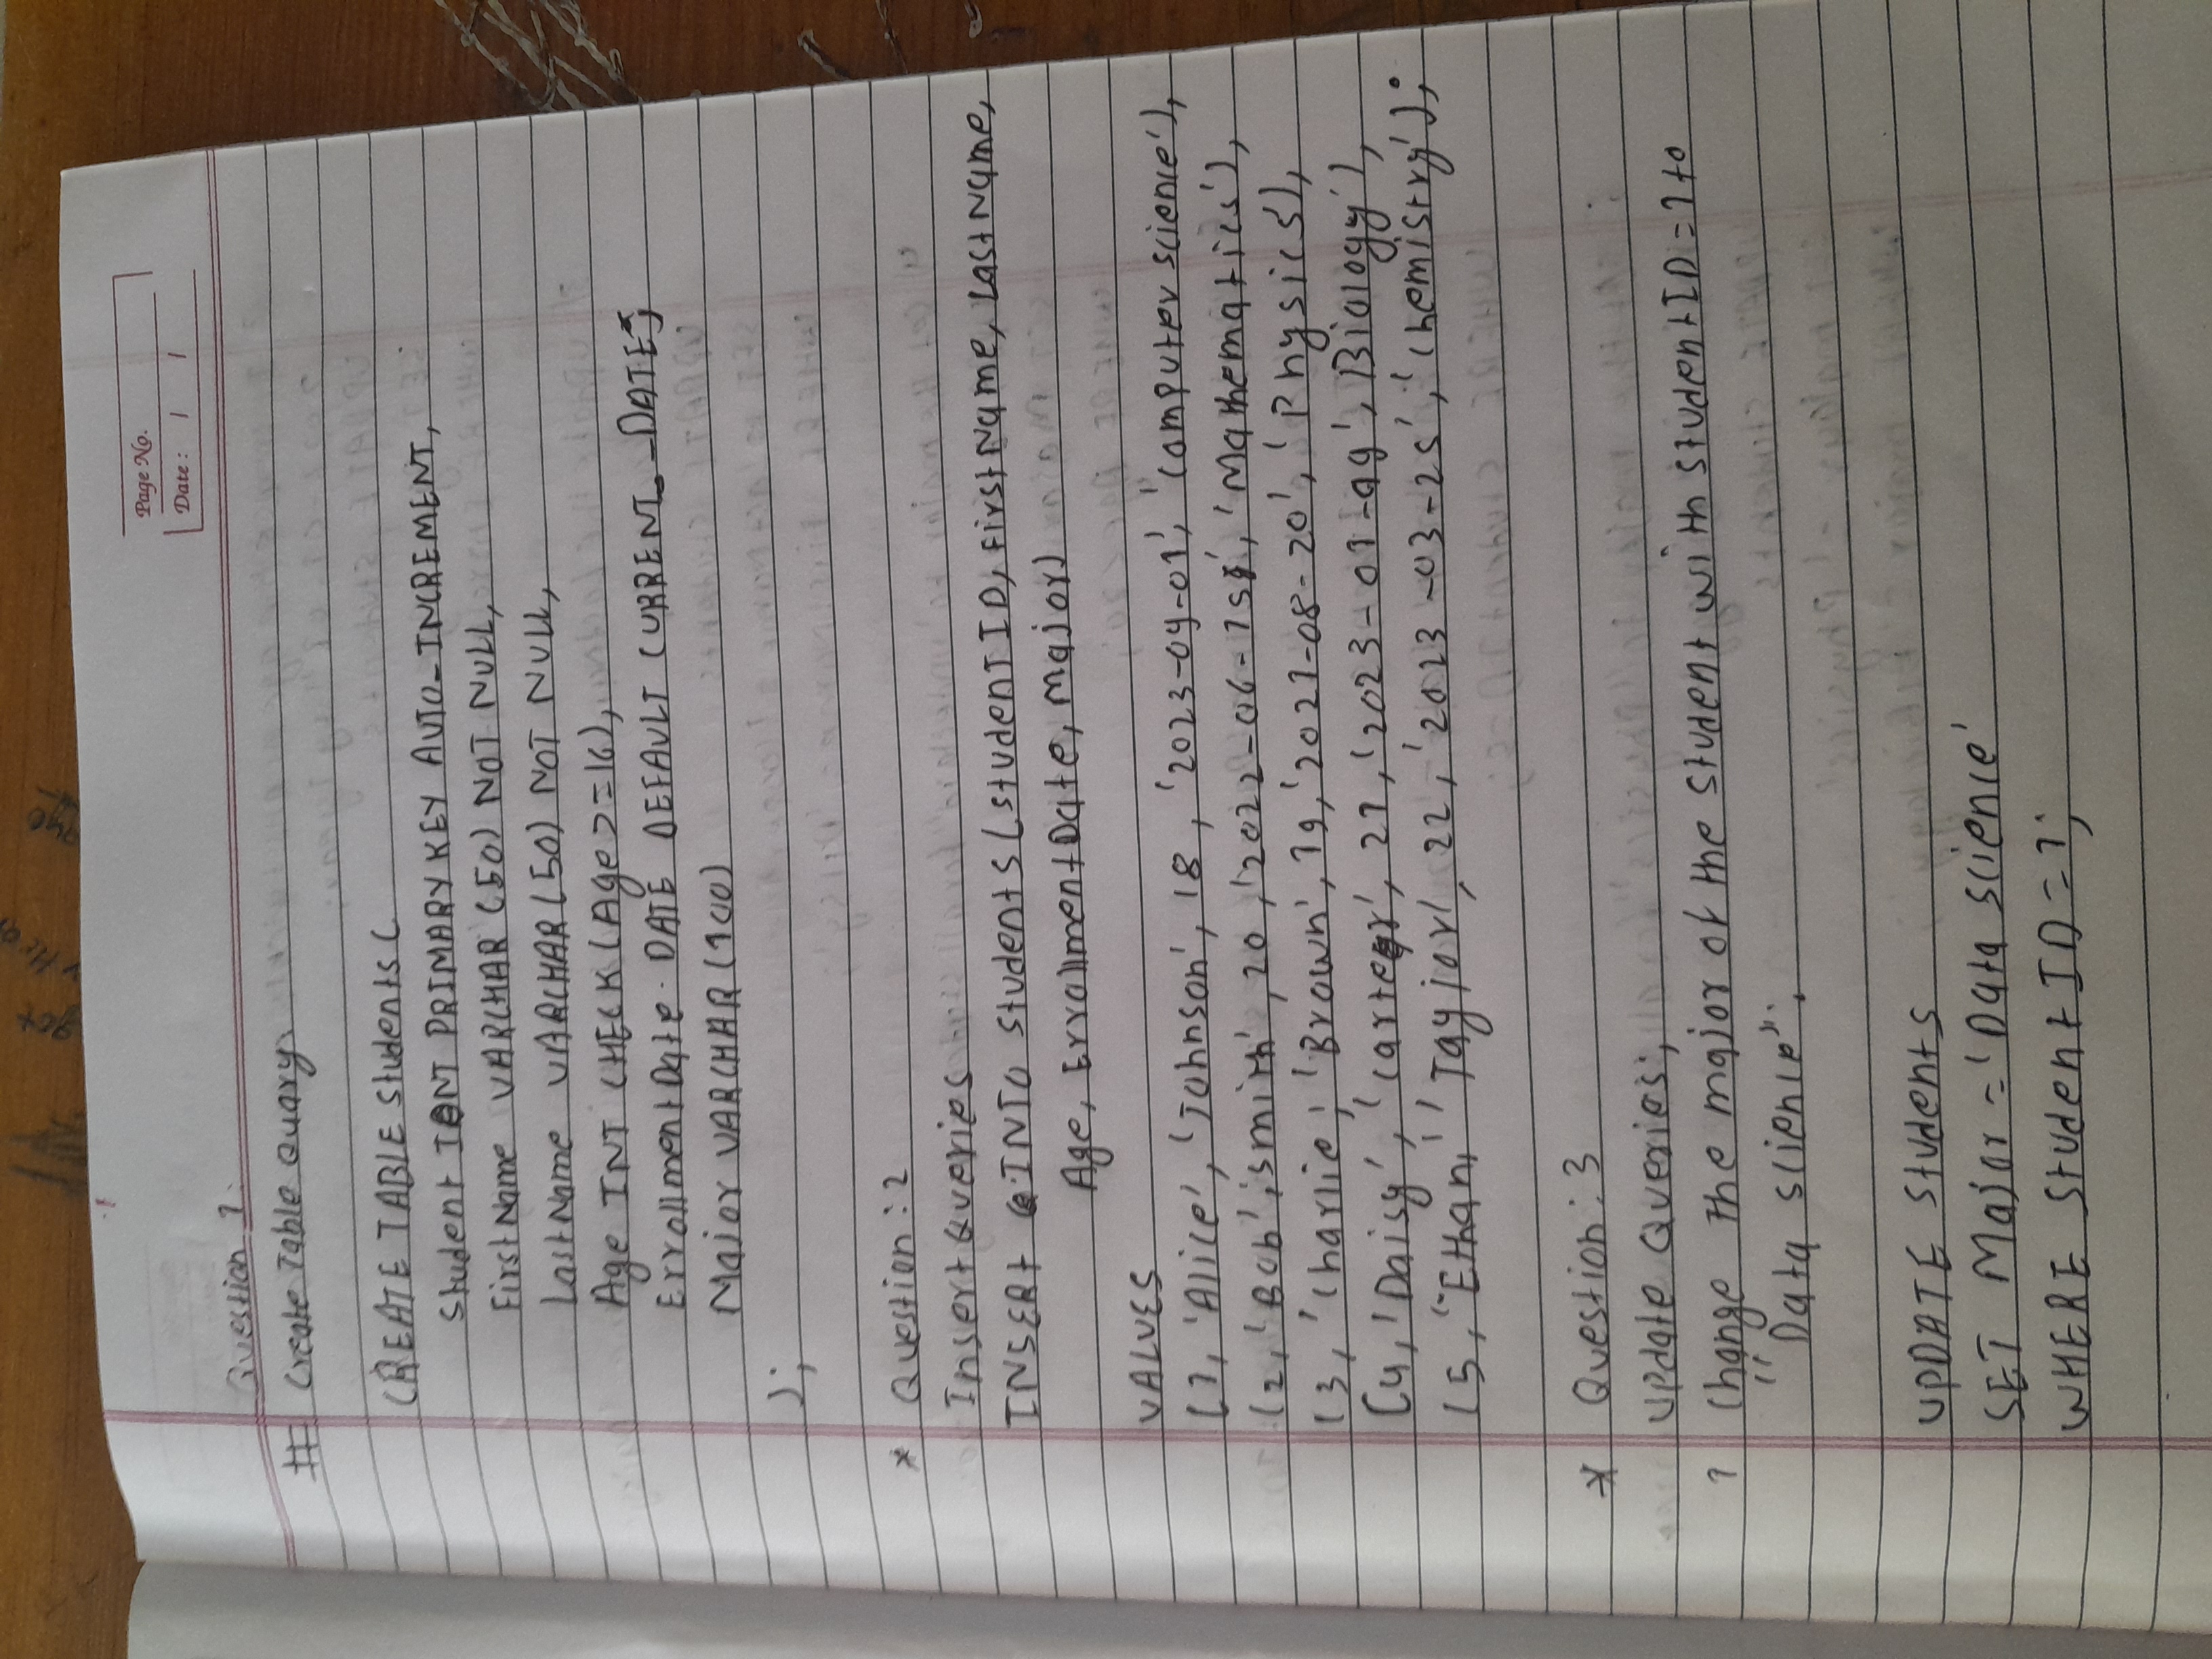 Page No.
Date : / /
Question 1:
# Create Table Quary.
CREATE TABLE Students (
Student IDNT PRIMARY KEY AUTO_INCREMENT,
FirstName VARCHAR (50) NOT NULL,
LastName VARCHAR (50) NOT NULL,
Age INT CHECK (Age >=16),
ErrollmentDate DATE DEFAULT CURRENT_DATE,
Major VARCHAR (100)
);
* Question : 2
Insert Queries
INSERt INTO Students (StudentID, FirstName, LastName,
Age, ErrollmentDate, Major)
VALUES
(1, 'Alice', 'Johnson', 18, '2023-09-01', 'Computer science'),
(2, 'Bob', 'smith', 20, '2022-06-15', 'Mathematics'),
(3, 'Charlie', 'Brown', 19, '2021-08-20', 'Physics'),
(4, 'Daisy', 'Carter', 21, '2023-01-09', Biology'),
(5, 'Ethan,' 'Taylor', 22, '2023-03-25', 'Chemistry');
* Question : 3
Update Queries;
1 Change the major of the student with studentID = 1 to
"Data science".
UPDATE Students
SET Major = 'Data science'
WHERE StudentID = 1;